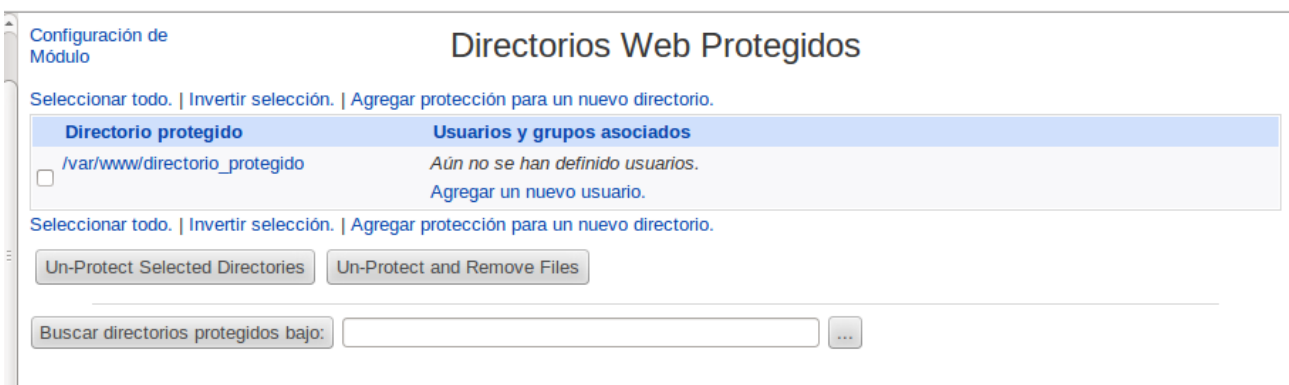 Configuración de
Módulo
Directorios Web Protegidos
Seleccionar todo. | Invertir selección. | Agregar protección para un nuevo directorio.
Directorio protegido Usuarios y grupos asociados
/var/www/directorio_protegido Aún no se han definido usuarios.
Agregar un nuevo usuario.
Seleccionar todo. | Invertir selección. | Agregar protección para un nuevo directorio.
Un-Protect Selected Directories Un-Protect and Remove Files
Buscar directorios protegidos bajo: ...